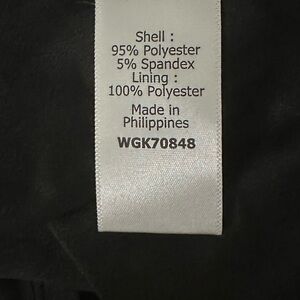 Shell :
95% Polyester
5% Spandex
Lining :
100% Polyester
Made in
Philippines
WGK70848